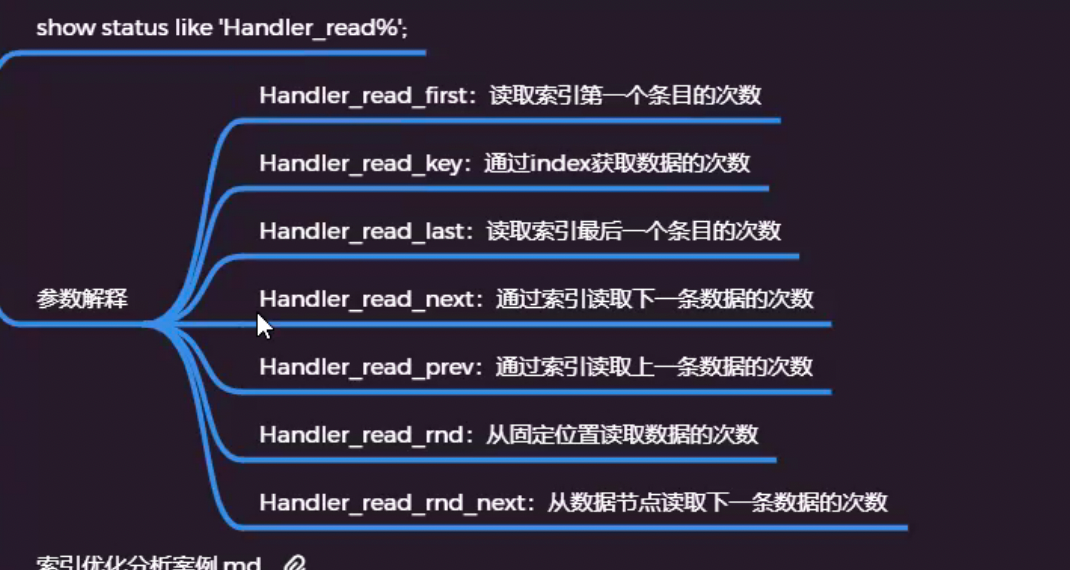 show status like 'Handler_read%';
Handler_read_first：读取索引第一个条目的次数
Handler_read_key：通过index获取数据的次数
Handler_read_last：读取索引最后一个条目的次数
参数解释
Handler_read_next：通过索引读取下一条数据的次数
Handler_read_prev：通过索引读取上一条数据的次数
Handler_read_rnd：从固定位置读取数据的次数
Handler_read_rnd_next：从数据节点读取下一条数据的次数
索引优化分析案例.md